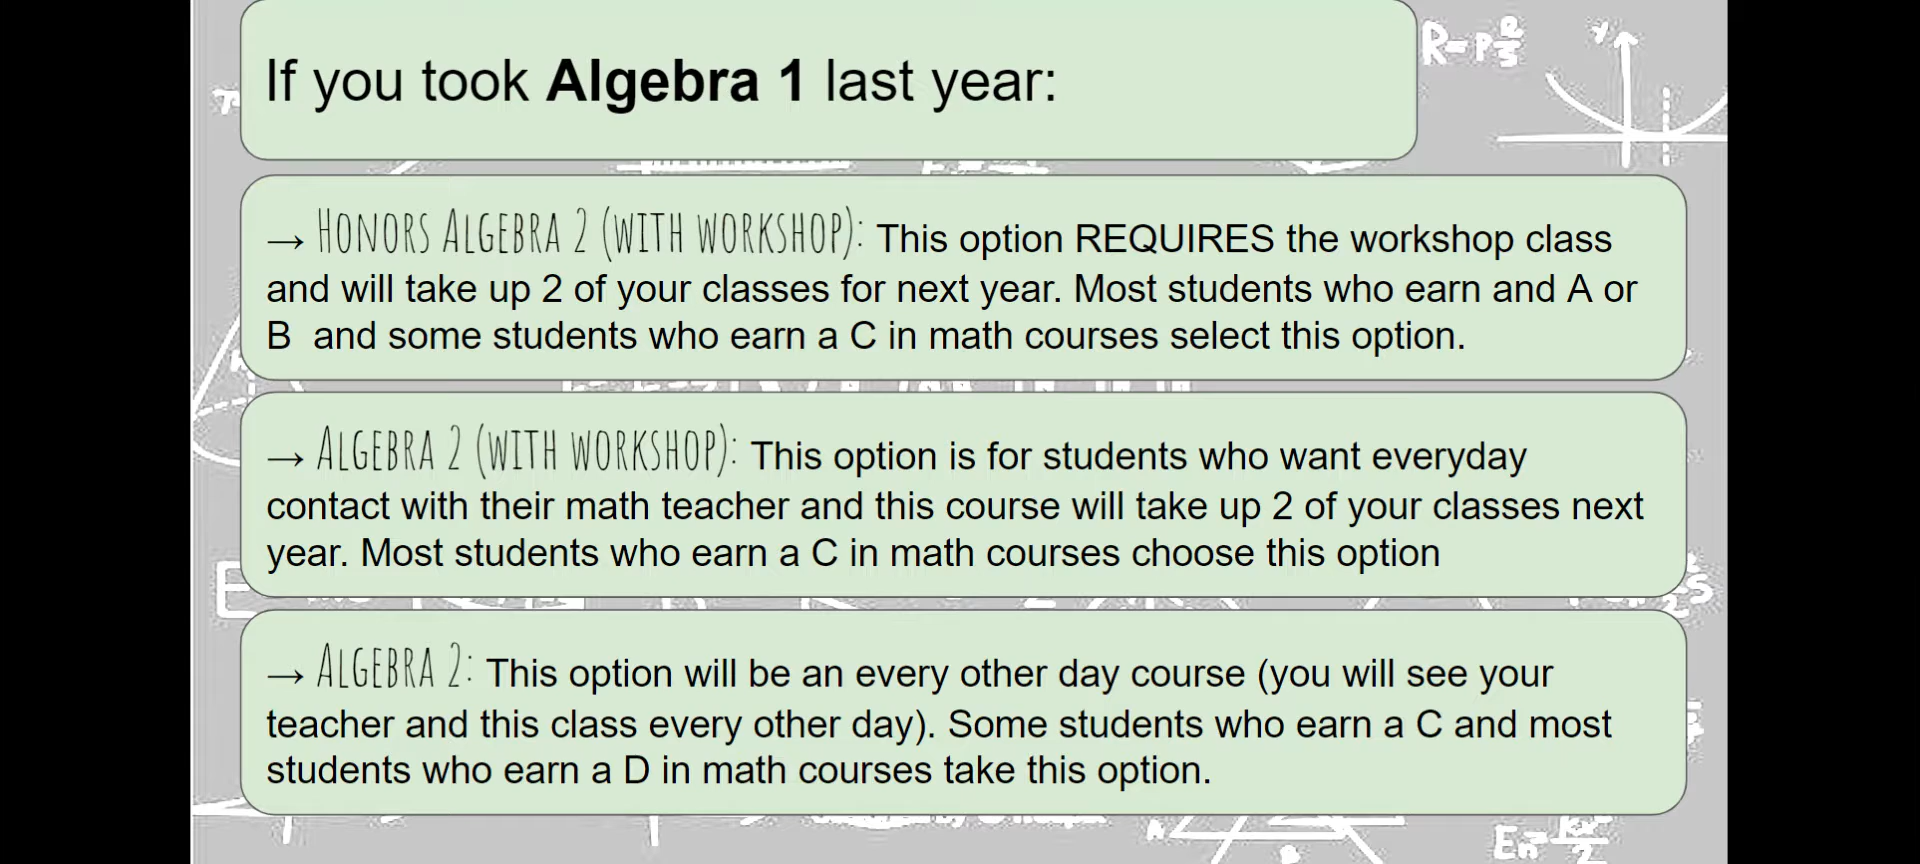 If you took Algebra 1 last year:
R=P
y
→ HONORS ALGEBRA 2 (WITH WORKSHOP): This option REQUIRES the workshop class
and will take up 2 of your classes for next year. Most students who earn and A or
B and some students who earn a C in math courses select this option.
→ ALGEBRA 2 (WITH WORKSHOP): This option is for students who want everyday
contact with their math teacher and this course will take up 2 of your classes next
year. Most students who earn a C in math courses choose this option
→ ALGEBRA 2: This option will be an every other day course (you will see your
teacher and this class every other day). Some students who earn a C and most
students who earn a D in math courses take this option.